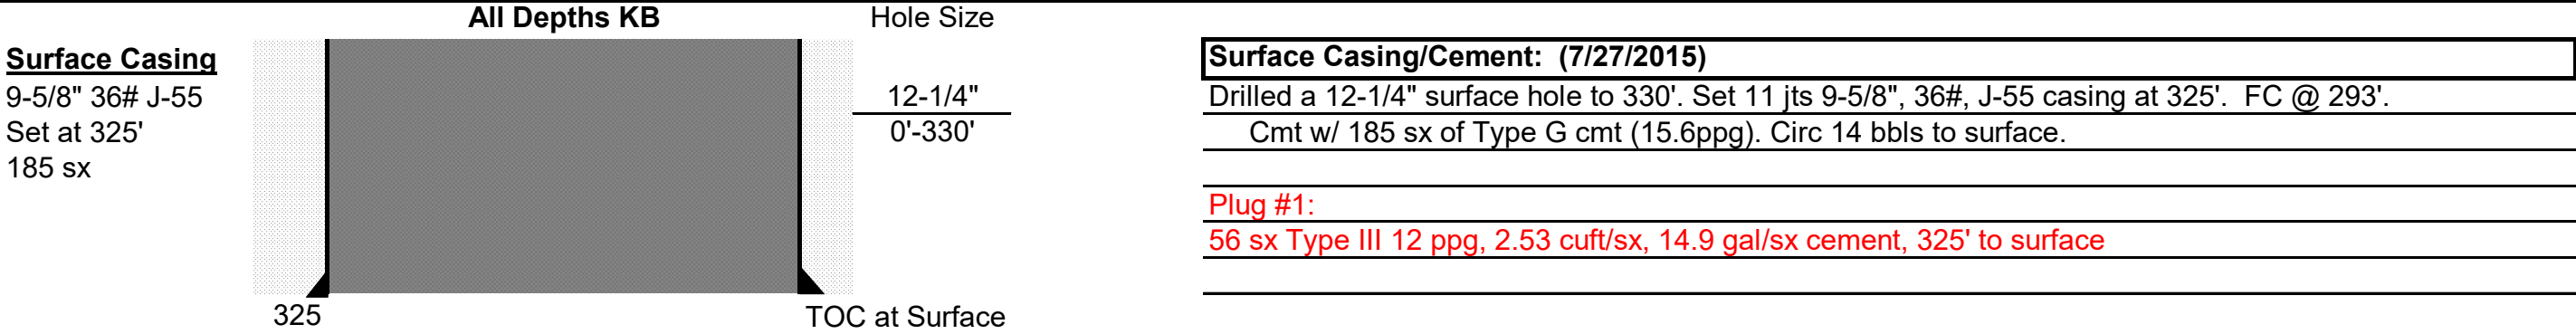 All Depths KB
Hole Size
Surface Casing
9-5/8" 36# J-55
Set at 325'
185 sx
12-1/4"
0'-330'
325
TOC at Surface
Surface Casing/Cement:  (7/27/2015)
Drilled a 12-1/4" surface hole to 330'. Set 11 jts 9-5/8", 36#, J-55 casing at 325'.  FC @ 293'.
Cmt w/ 185 sx of Type G cmt (15.6ppg). Circ 14 bbls to surface.
Plug #1:
56 sx Type III 12 ppg, 2.53 cuft/sx, 14.9 gal/sx cement, 325' to surface